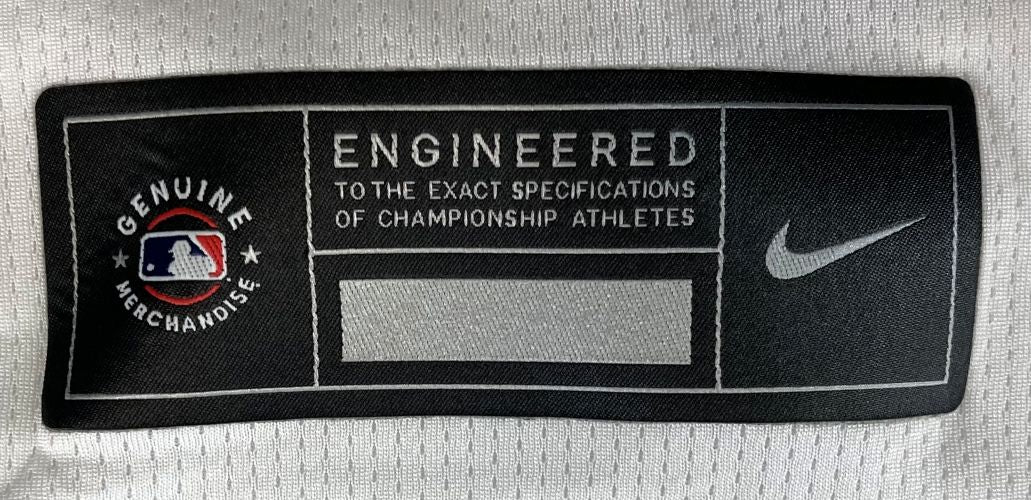 GENUINE
MERCHANDISE
ENGINEERED
TO THE EXACT SPECIFICATIONS
OF CHAMPIONSHIP ATHLETES